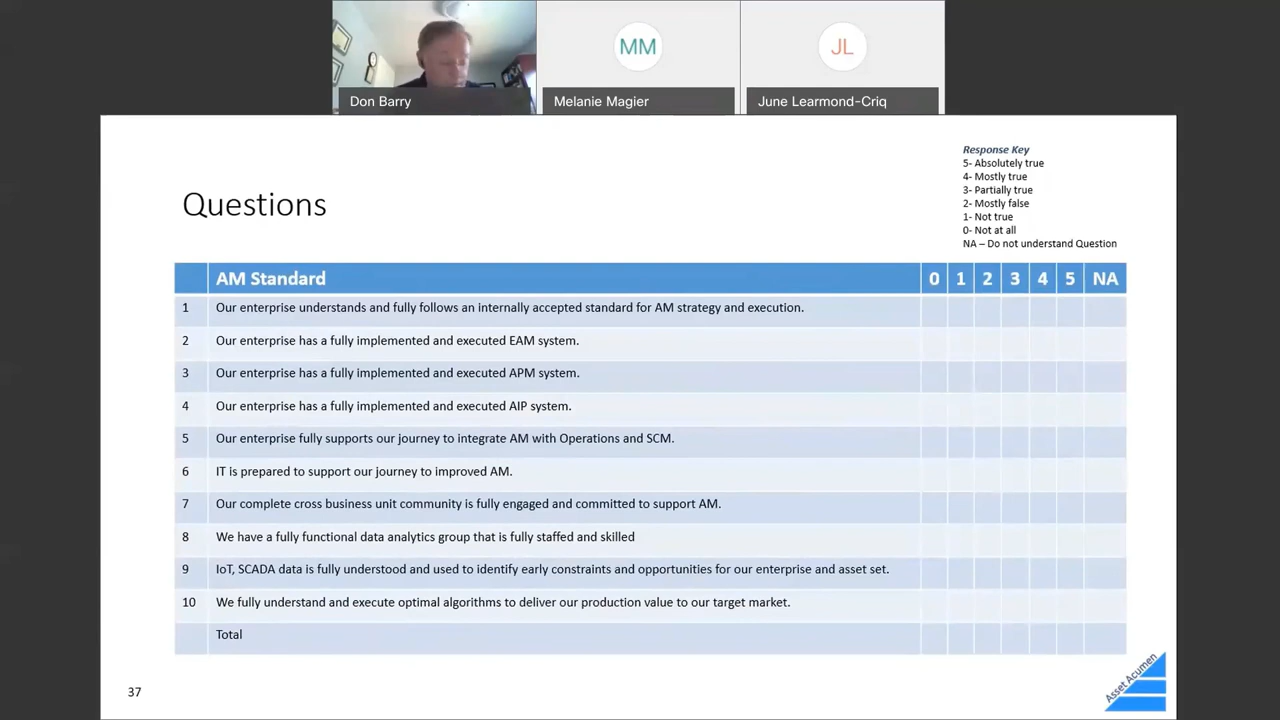 MM
JL
Don Barry
Melanie Magier
June Learmond-Criq
Response Key
5- Absolutely true
4- Mostly true
3- Partially true
2- Mostly false
1- Not true
0- Not at all
NA – Do not understand Question
Questions
AM Standard 0 1 2 3 4 5 NA
1 Our enterprise understands and fully follows an internally accepted standard for AM strategy and execution.
2 Our enterprise has a fully implemented and executed EAM system.
3 Our enterprise has a fully implemented and executed APM system.
4 Our enterprise has a fully implemented and executed AIP system.
5 Our enterprise fully supports our journey to integrate AM with Operations and SCM.
6 IT is prepared to support our journey to improved AM.
7 Our complete cross business unit community is fully engaged and committed to support AM.
8 We have a fully functional data analytics group that is fully staffed and skilled
9 IoT, SCADA data is fully understood and used to identify early constraints and opportunities for our enterprise and asset set.
10 We fully understand and execute optimal algorithms to deliver our production value to our target market.
Total
37
Asset Acumen